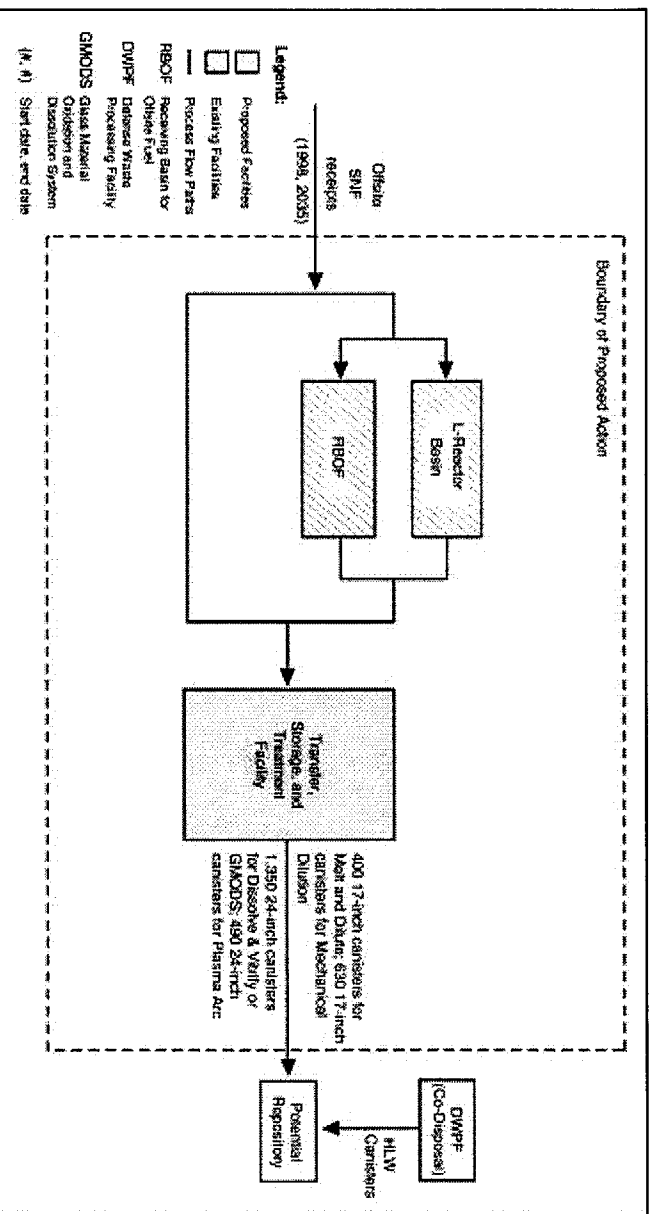 Boundary of Proposed Action
Offsite
SNF
receipts
(1998, 2035)
L-Reactor
Basin
RBOF
Transfer,
Storage, and
Treatment
Facility
400 17-inch canisters for
Melt and Dilute; 630 17-inch
canisters for Mechanical
Dilution
1,350 24-inch canisters
for Dissolve & Vitrify or
GMODS; 490 24-inch
canisters for Plasma Arc
DWPF
(Co-Disposal)
HLW
Canisters
Potential
Repository
Legend:
Proposed Facilities
Existing Facilities
Process Flow Paths
RBOF Receiving Basin for
Offsite Fuel
DWPF Defense Waste
Processing Facility
GMODS Glass Material
Oxidation and
Dissolution System
(#, #) Start date, end date